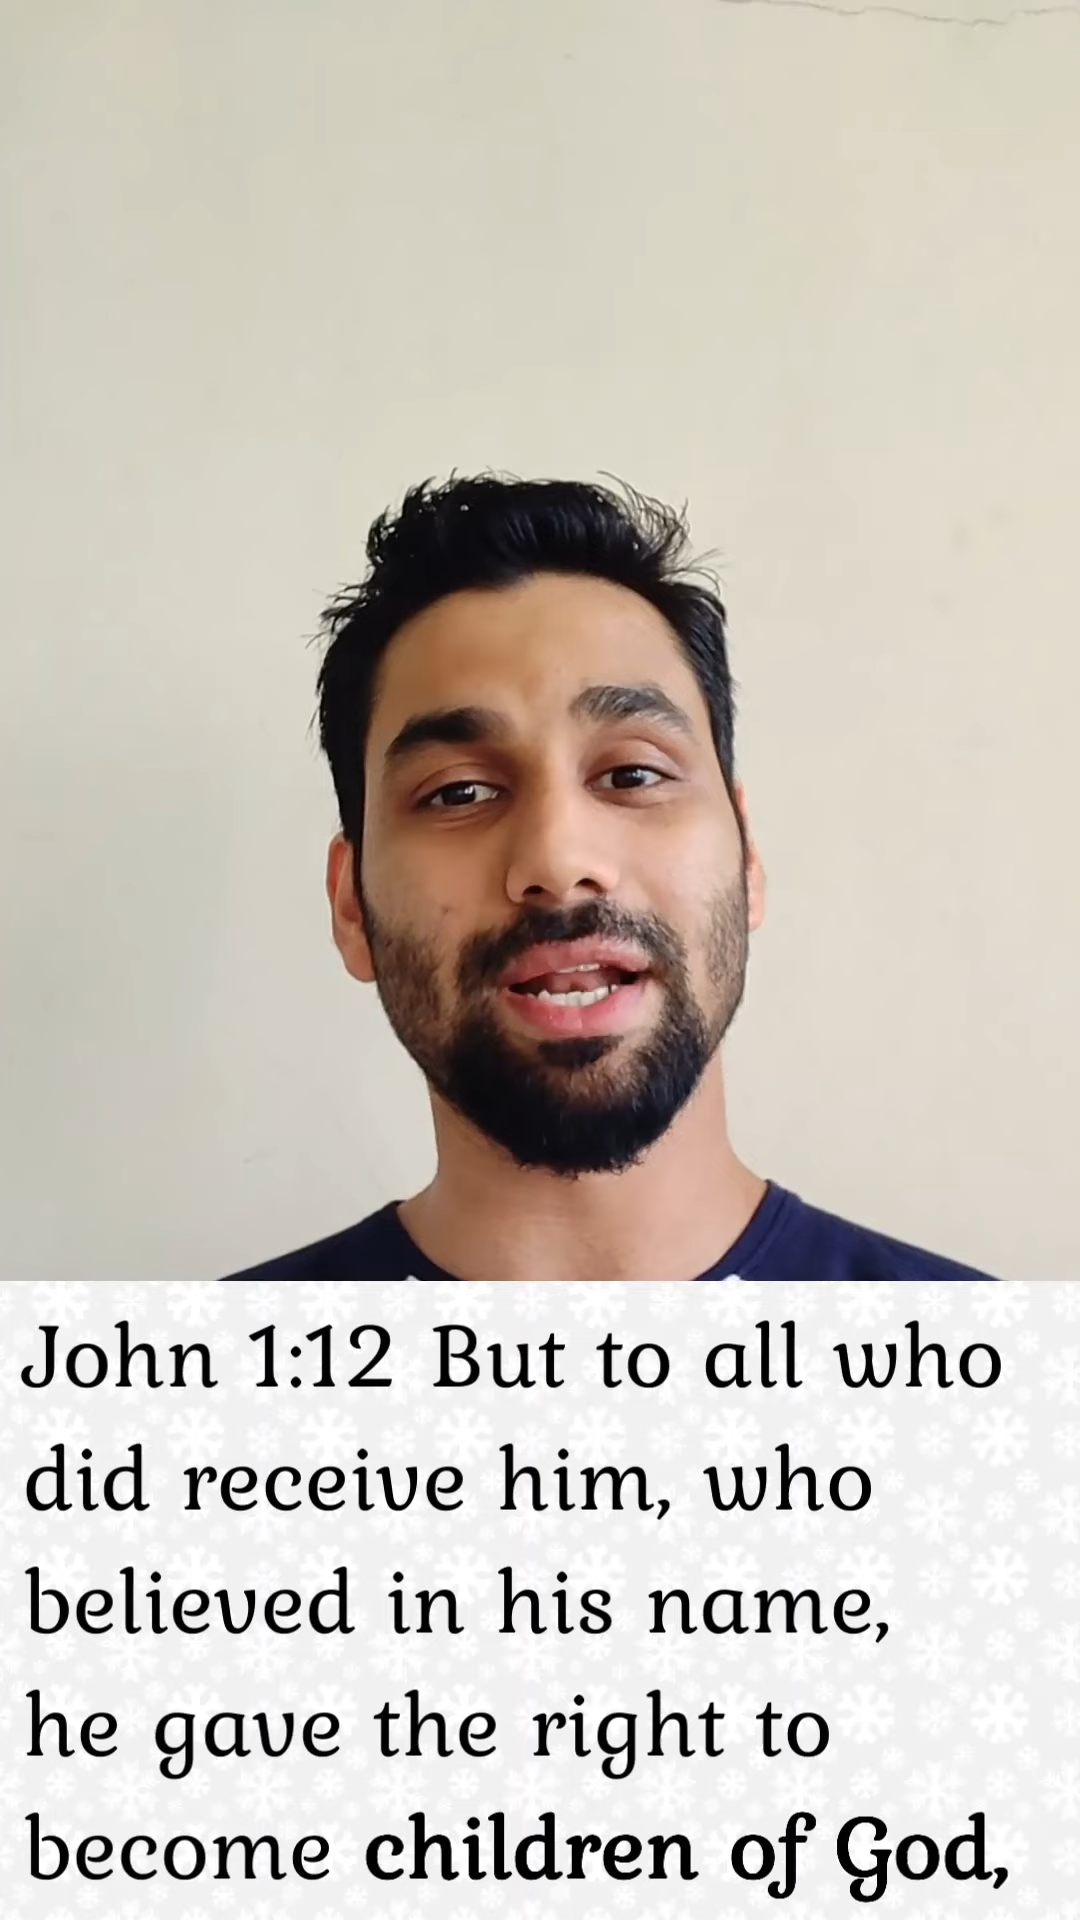 John 1:12 But to all who
did receive him, who
believed in his name,
he gave the right to
become children of God,